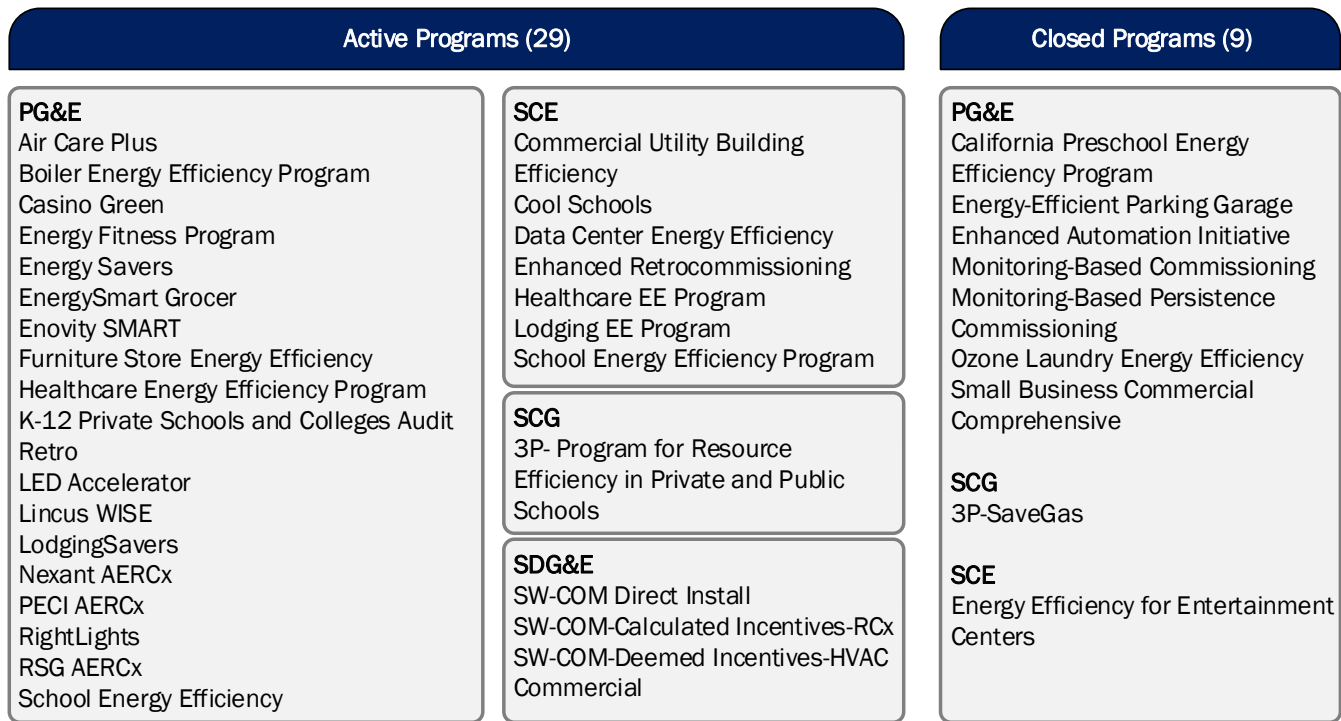 Active Programs (29)
PG&E
Air Care Plus
Boiler Energy Efficiency Program
Casino Green
Energy Fitness Program
Energy Savers
EnergySmart Grocer
Enovity SMART
Furniture Store Energy Efficiency
Healthcare Energy Efficiency Program
K-12 Private Schools and Colleges Audit
Retro
LED Accelerator
Lincus WISE
LodgingSavers
Nexant AERCx
PECI AERCx
RightLights
RSG AERCx
School Energy Efficiency
SCE
Commercial Utility Building
Efficiency
Cool Schools
Data Center Energy Efficiency
Enhanced Retrocommissioning
Healthcare EE Program
Lodging EE Program
School Energy Efficiency Program
SCG
3P- Program for Resource
Efficiency in Private and Public
Schools
SDG&E
SW-COM Direct Install
SW-COM-Calculated Incentives-RCx
SW-COM-Deemed Incentives-HVAC
Commercial
Closed Programs (9)
PG&E
California Preschool Energy
Efficiency Program
Energy-Efficient Parking Garage
Enhanced Automation Initiative
Monitoring-Based Commissioning
Monitoring-Based Persistence
Commissioning
Ozone Laundry Energy Efficiency
Small Business Commercial
Comprehensive
SCG
3P-SaveGas
SCE
Energy Efficiency for Entertainment
Centers